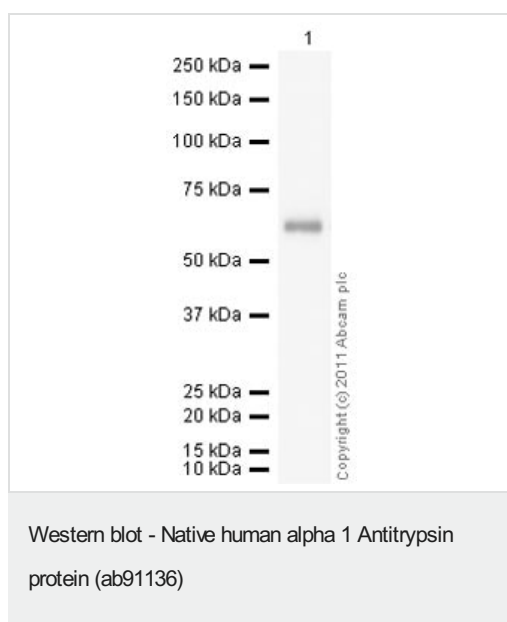 1
250 kDa
150 kDa
100 kDa
75 kDa
50 kDa
37 kDa
25 kDa
20 kDa
15 kDa
10 kDa
Copyright (c) 2011 Abcam plc
Western blot - Native human alpha 1 Antitrypsin
protein (ab91136)